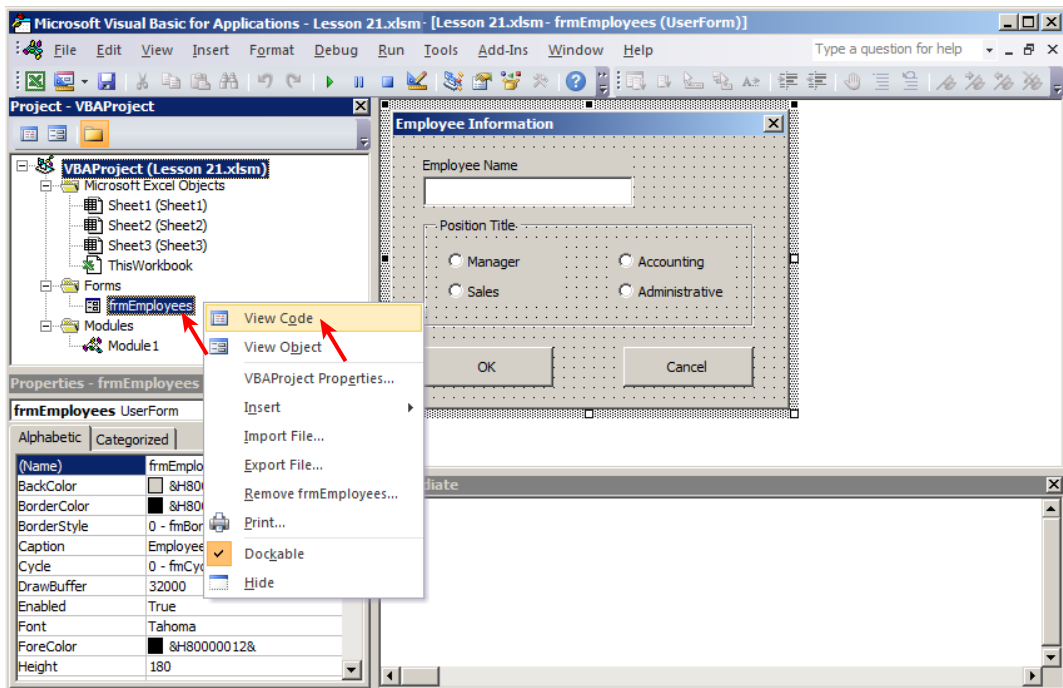 Microsoft Visual Basic for Applications - Lesson 21.xlsm - [Lesson 21.xlsm - frmEmployees (UserForm)]
File Edit View Insert Format Debug Run Tools Add-Ins Window Help Type a question for help
Project - VBAProject
VBAProject (Lesson 21.xlsm)
Microsoft Excel Objects
Sheet1 (Sheet1)
Sheet2 (Sheet2)
Sheet3 (Sheet3)
ThisWorkbook
Forms
frmEmployees
Modules
Module1
Employee Information
Employee Name
Position Title
Manager Accounting
Sales Administrative
OK Cancel
View Code
View Object
VBAProject Properties...
Insert
Import File...
Export File...
Remove frmEmployees...
Print...
Dockable
Hide
Properties - frmEmployees
frmEmployees UserForm
Alphabetic Categorized
(Name) frmEmplo
BackColor &H80
BorderColor &H80
BorderStyle 0 - fmBor
Caption Employee
Cycle 0 - fmCy
DrawBuffer 32000
Enabled True
Font Tahoma
ForeColor &H80000012&
Height 180
diate